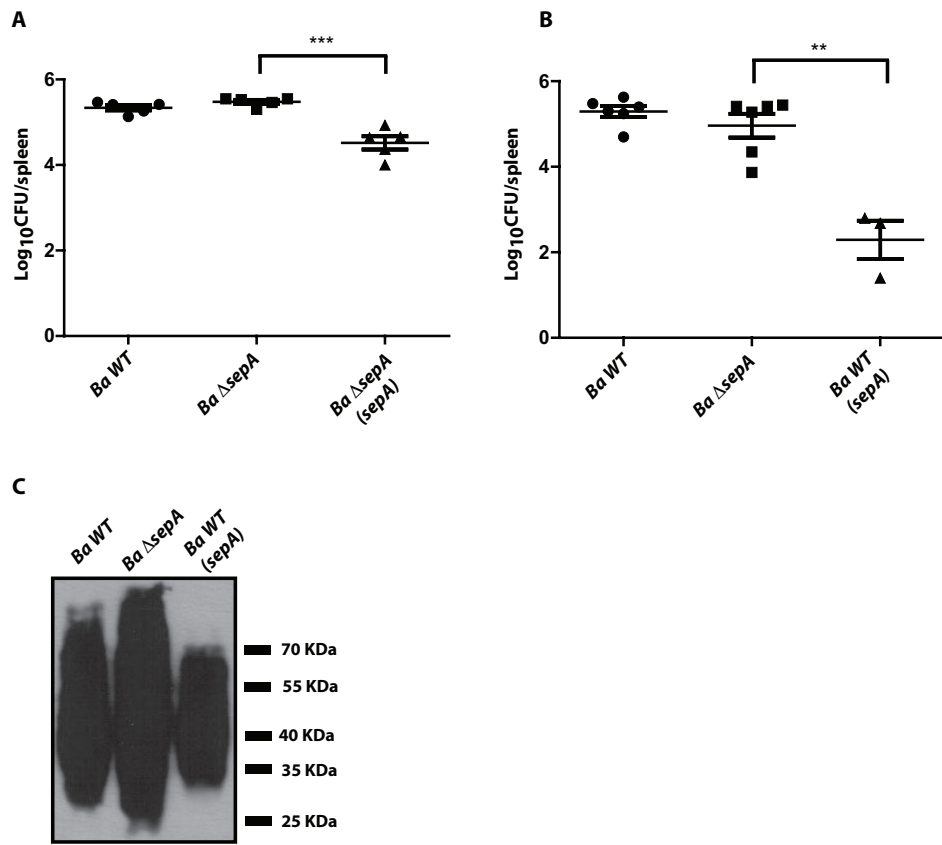 A
***
6
4
2
0
Log10CFU/spleen
Ba WT
Ba ΔsepA
Ba ΔsepA
(sepA)
B
**
6
4
2
0
Log10CFU/spleen
Ba WT
Ba ΔsepA
Ba WT
(sepA)
C
Ba WT
Ba ΔsepA
Ba WT
(sepA)
70 KDa
55 KDa
40 KDa
35 KDa
25 KDa